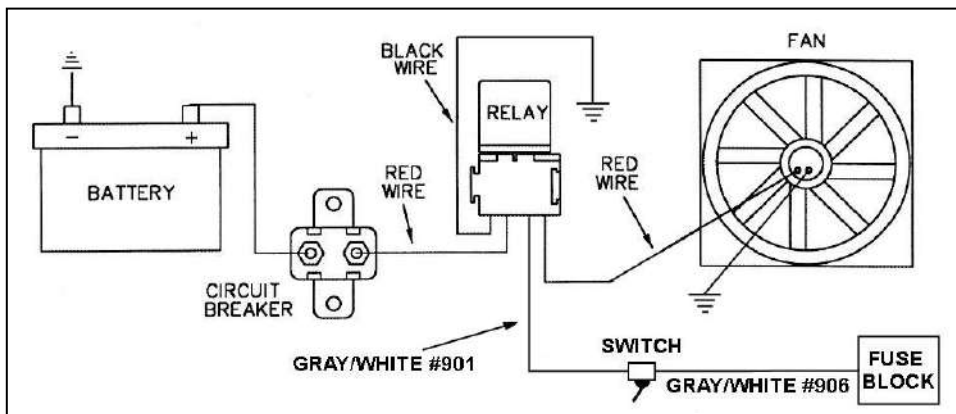 FAN
BLACK
WIRE
RELAY
-
+
BATTERY
RED
WIRE
RED
WIRE
CIRCUIT
BREAKER
GRAY/WHITE #901
SWITCH
GRAY/WHITE #906
FUSE
BLOCK